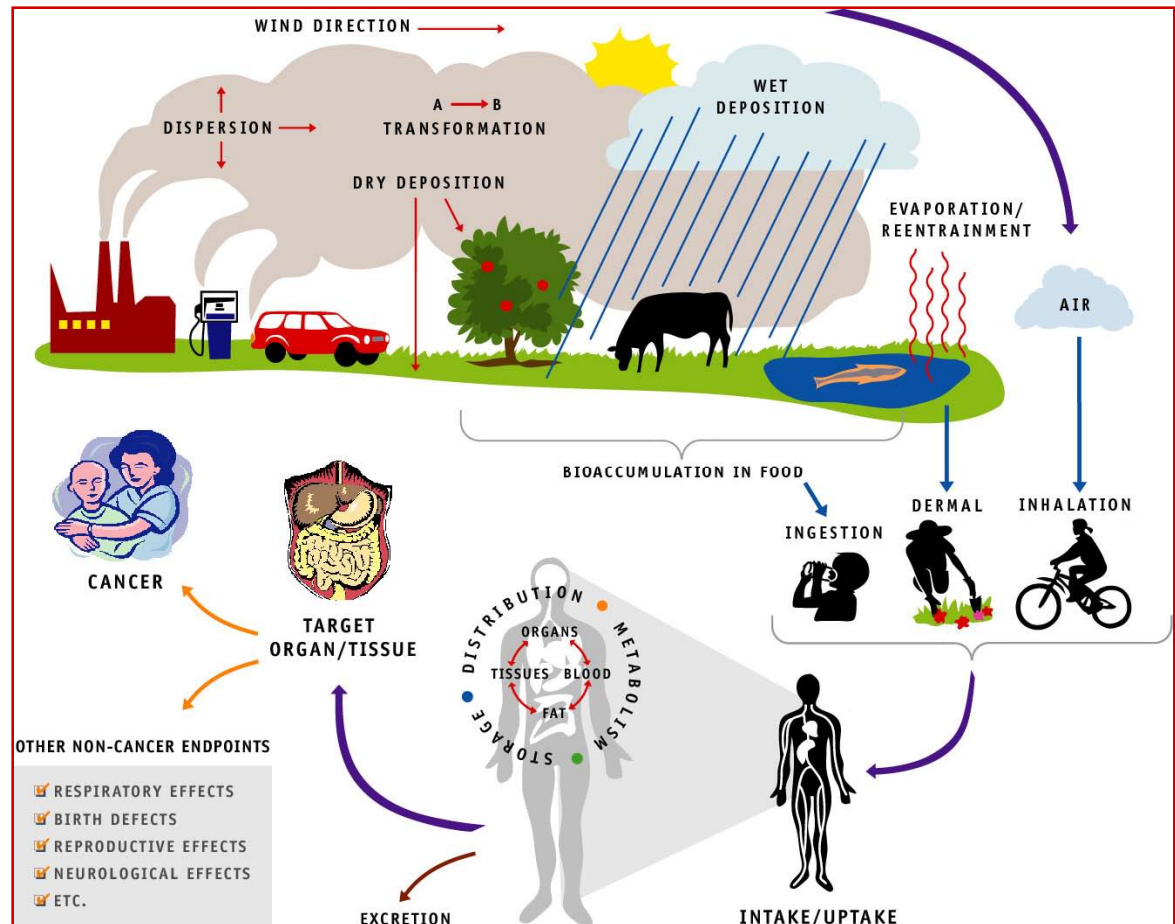 WIND DIRECTION
WET
DEPOSITION
A B
TRANSFORMATION
DISPERSION
DRY DEPOSITION
EVAPORATION/
REENTRAINMENT
AIR
BIOACCUMULATION IN FOOD
INGESTION
DERMAL
INHALATION
CANCER
TARGET
ORGAN/TISSUE
DISTRIBUTION
METABOLISM
STORAGE
ORGANS
TISSUES BLOOD
FAT
OTHER NON-CANCER ENDPOINTS
RESPIRATORY EFFECTS
BIRTH DEFECTS
REPRODUCTIVE EFFECTS
NEUROLOGICAL EFFECTS
ETC.
EXCRETION
INTAKE/UPTAKE